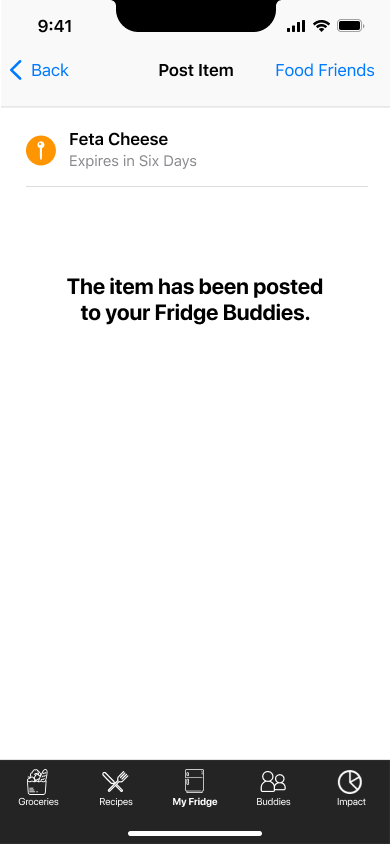 9:41
Back
Post Item
Food Friends
Feta Cheese
Expires in Six Days
The item has been posted
to your Fridge Buddies.
Groceries
Recipes
My Fridge
Buddies
Impact